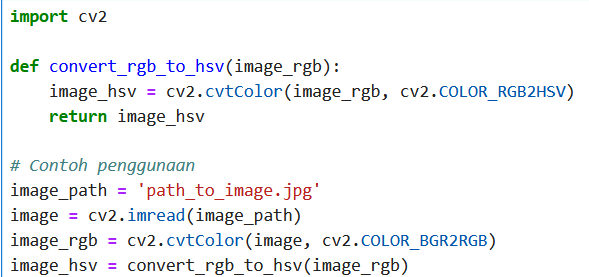 import cv2
def convert_rgb_to_hsv(image_rgb):
    image_hsv = cv2.cvtColor(image_rgb, cv2.COLOR_RGB2HSV)
    return image_hsv
# Contoh penggunaan
image_path = 'path_to_image.jpg'
image = cv2.imread(image_path)
image_rgb = cv2.cvtColor(image, cv2.COLOR_BGR2RGB)
image_hsv = convert_rgb_to_hsv(image_rgb)